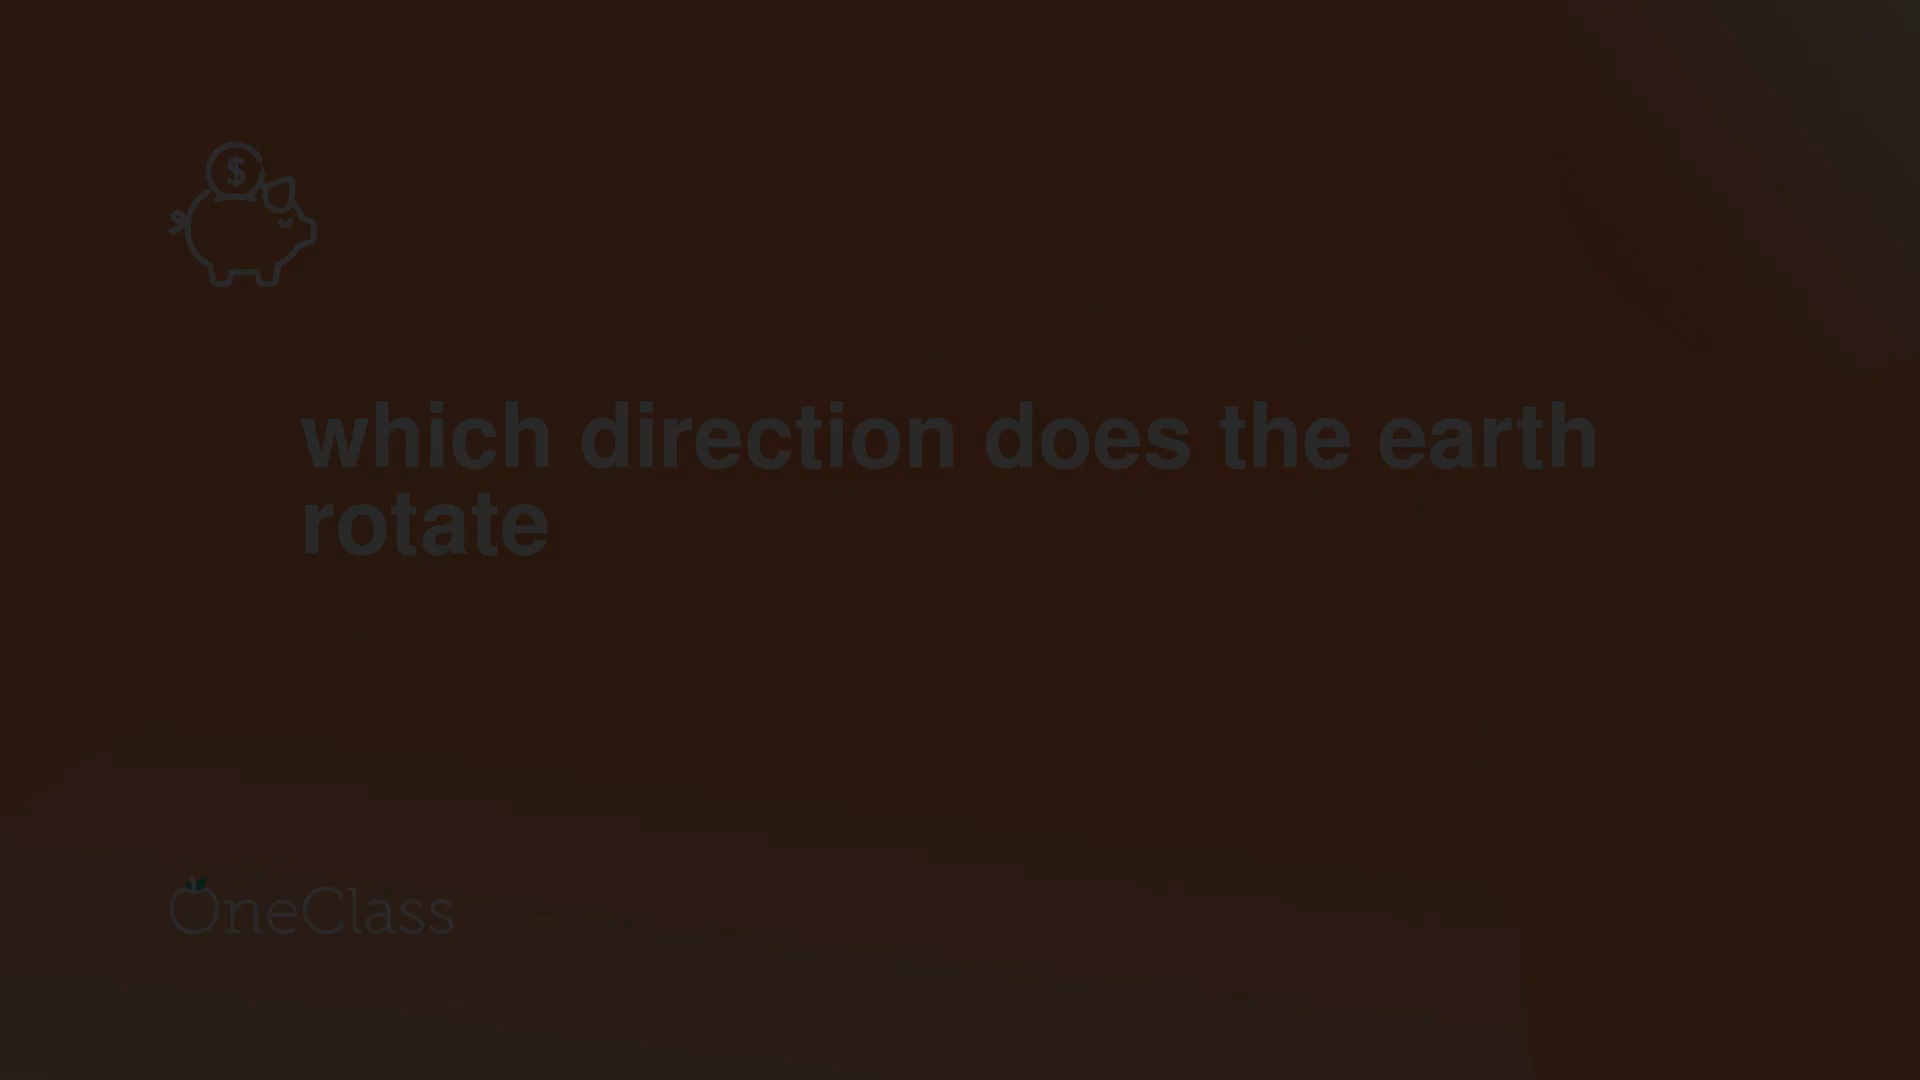 $
which direction does the earth
rotate
OneClass